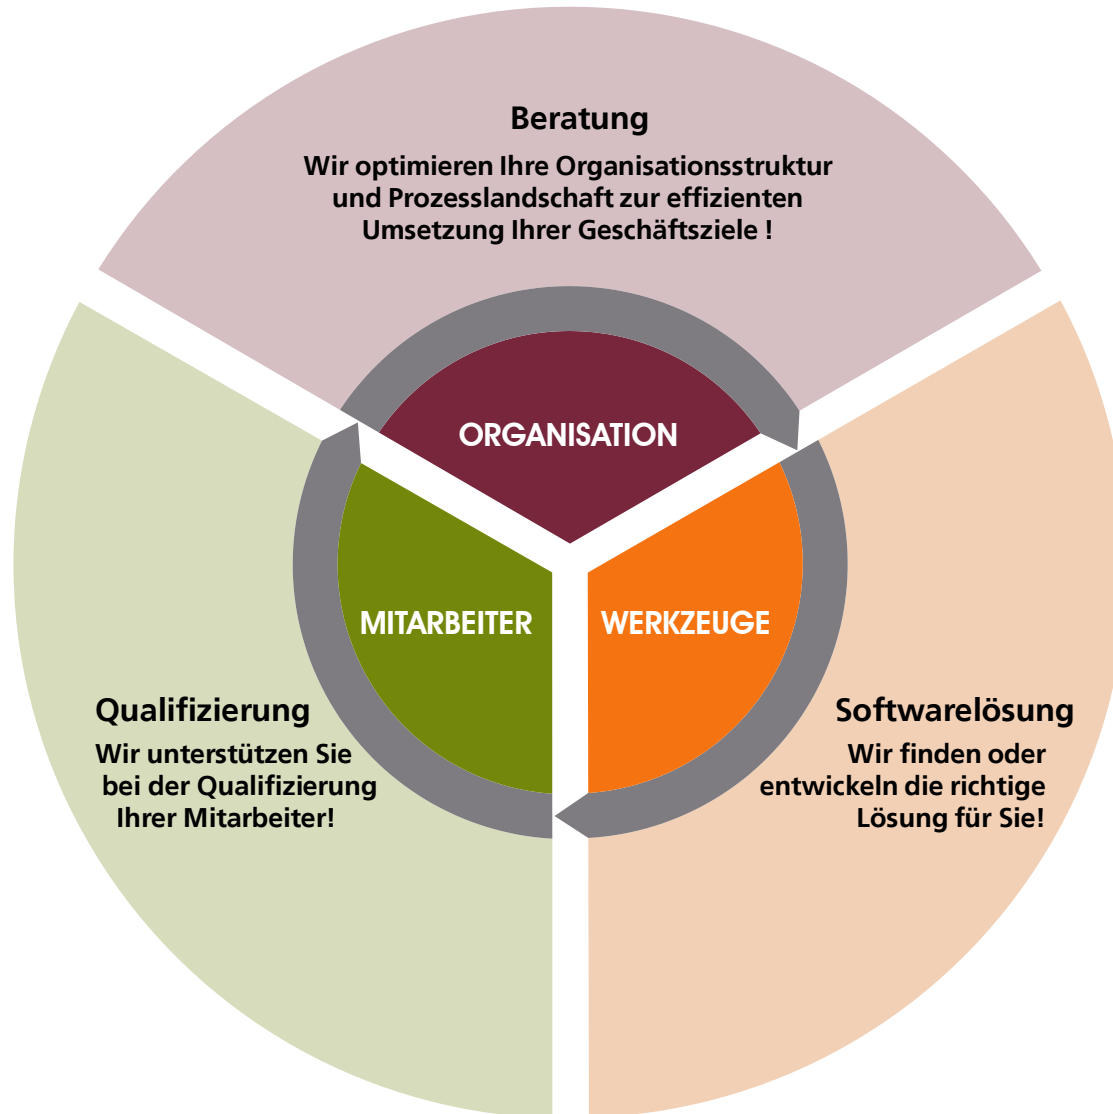 Beratung
Wir optimieren Ihre Organisationsstruktur
und Prozesslandschaft zur effizienten
Umsetzung Ihrer Geschäftsziele !
ORGANISATION
MITARBEITER
WERKZEUGE
Qualifizierung
Wir unterstützen Sie
bei der Qualifizierung
Ihrer Mitarbeiter!
Softwarelösung
Wir finden oder
entwickeln die richtige
Lösung für Sie!